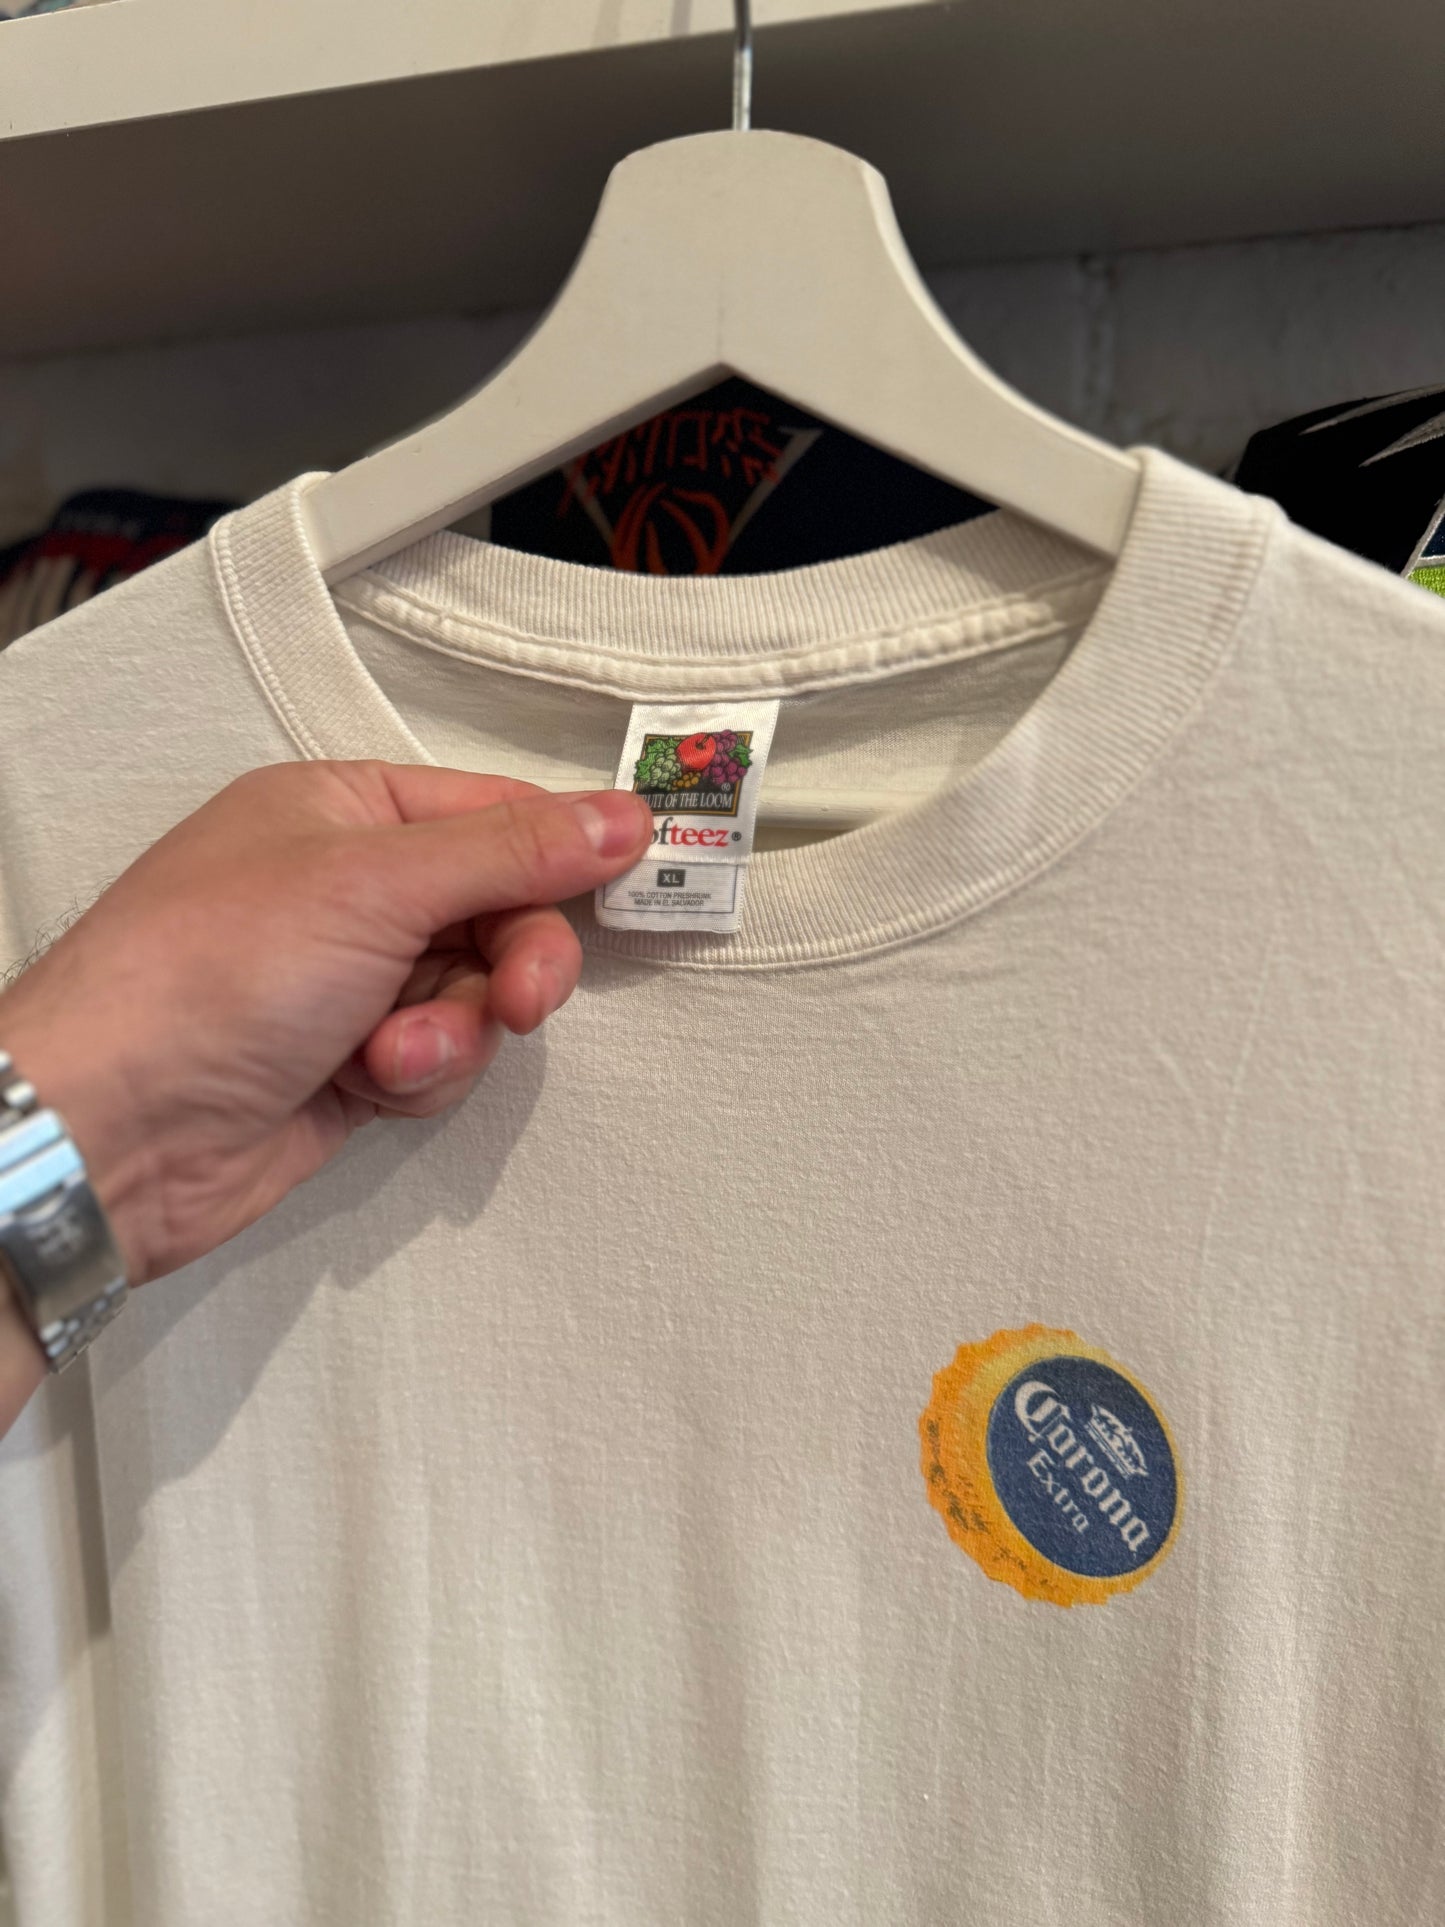 FRUIT OF THE LOOM
ofteez®
XL
100% COTTON PRESHRUNK
MADE IN EL SALVADOR
Corona
Extra